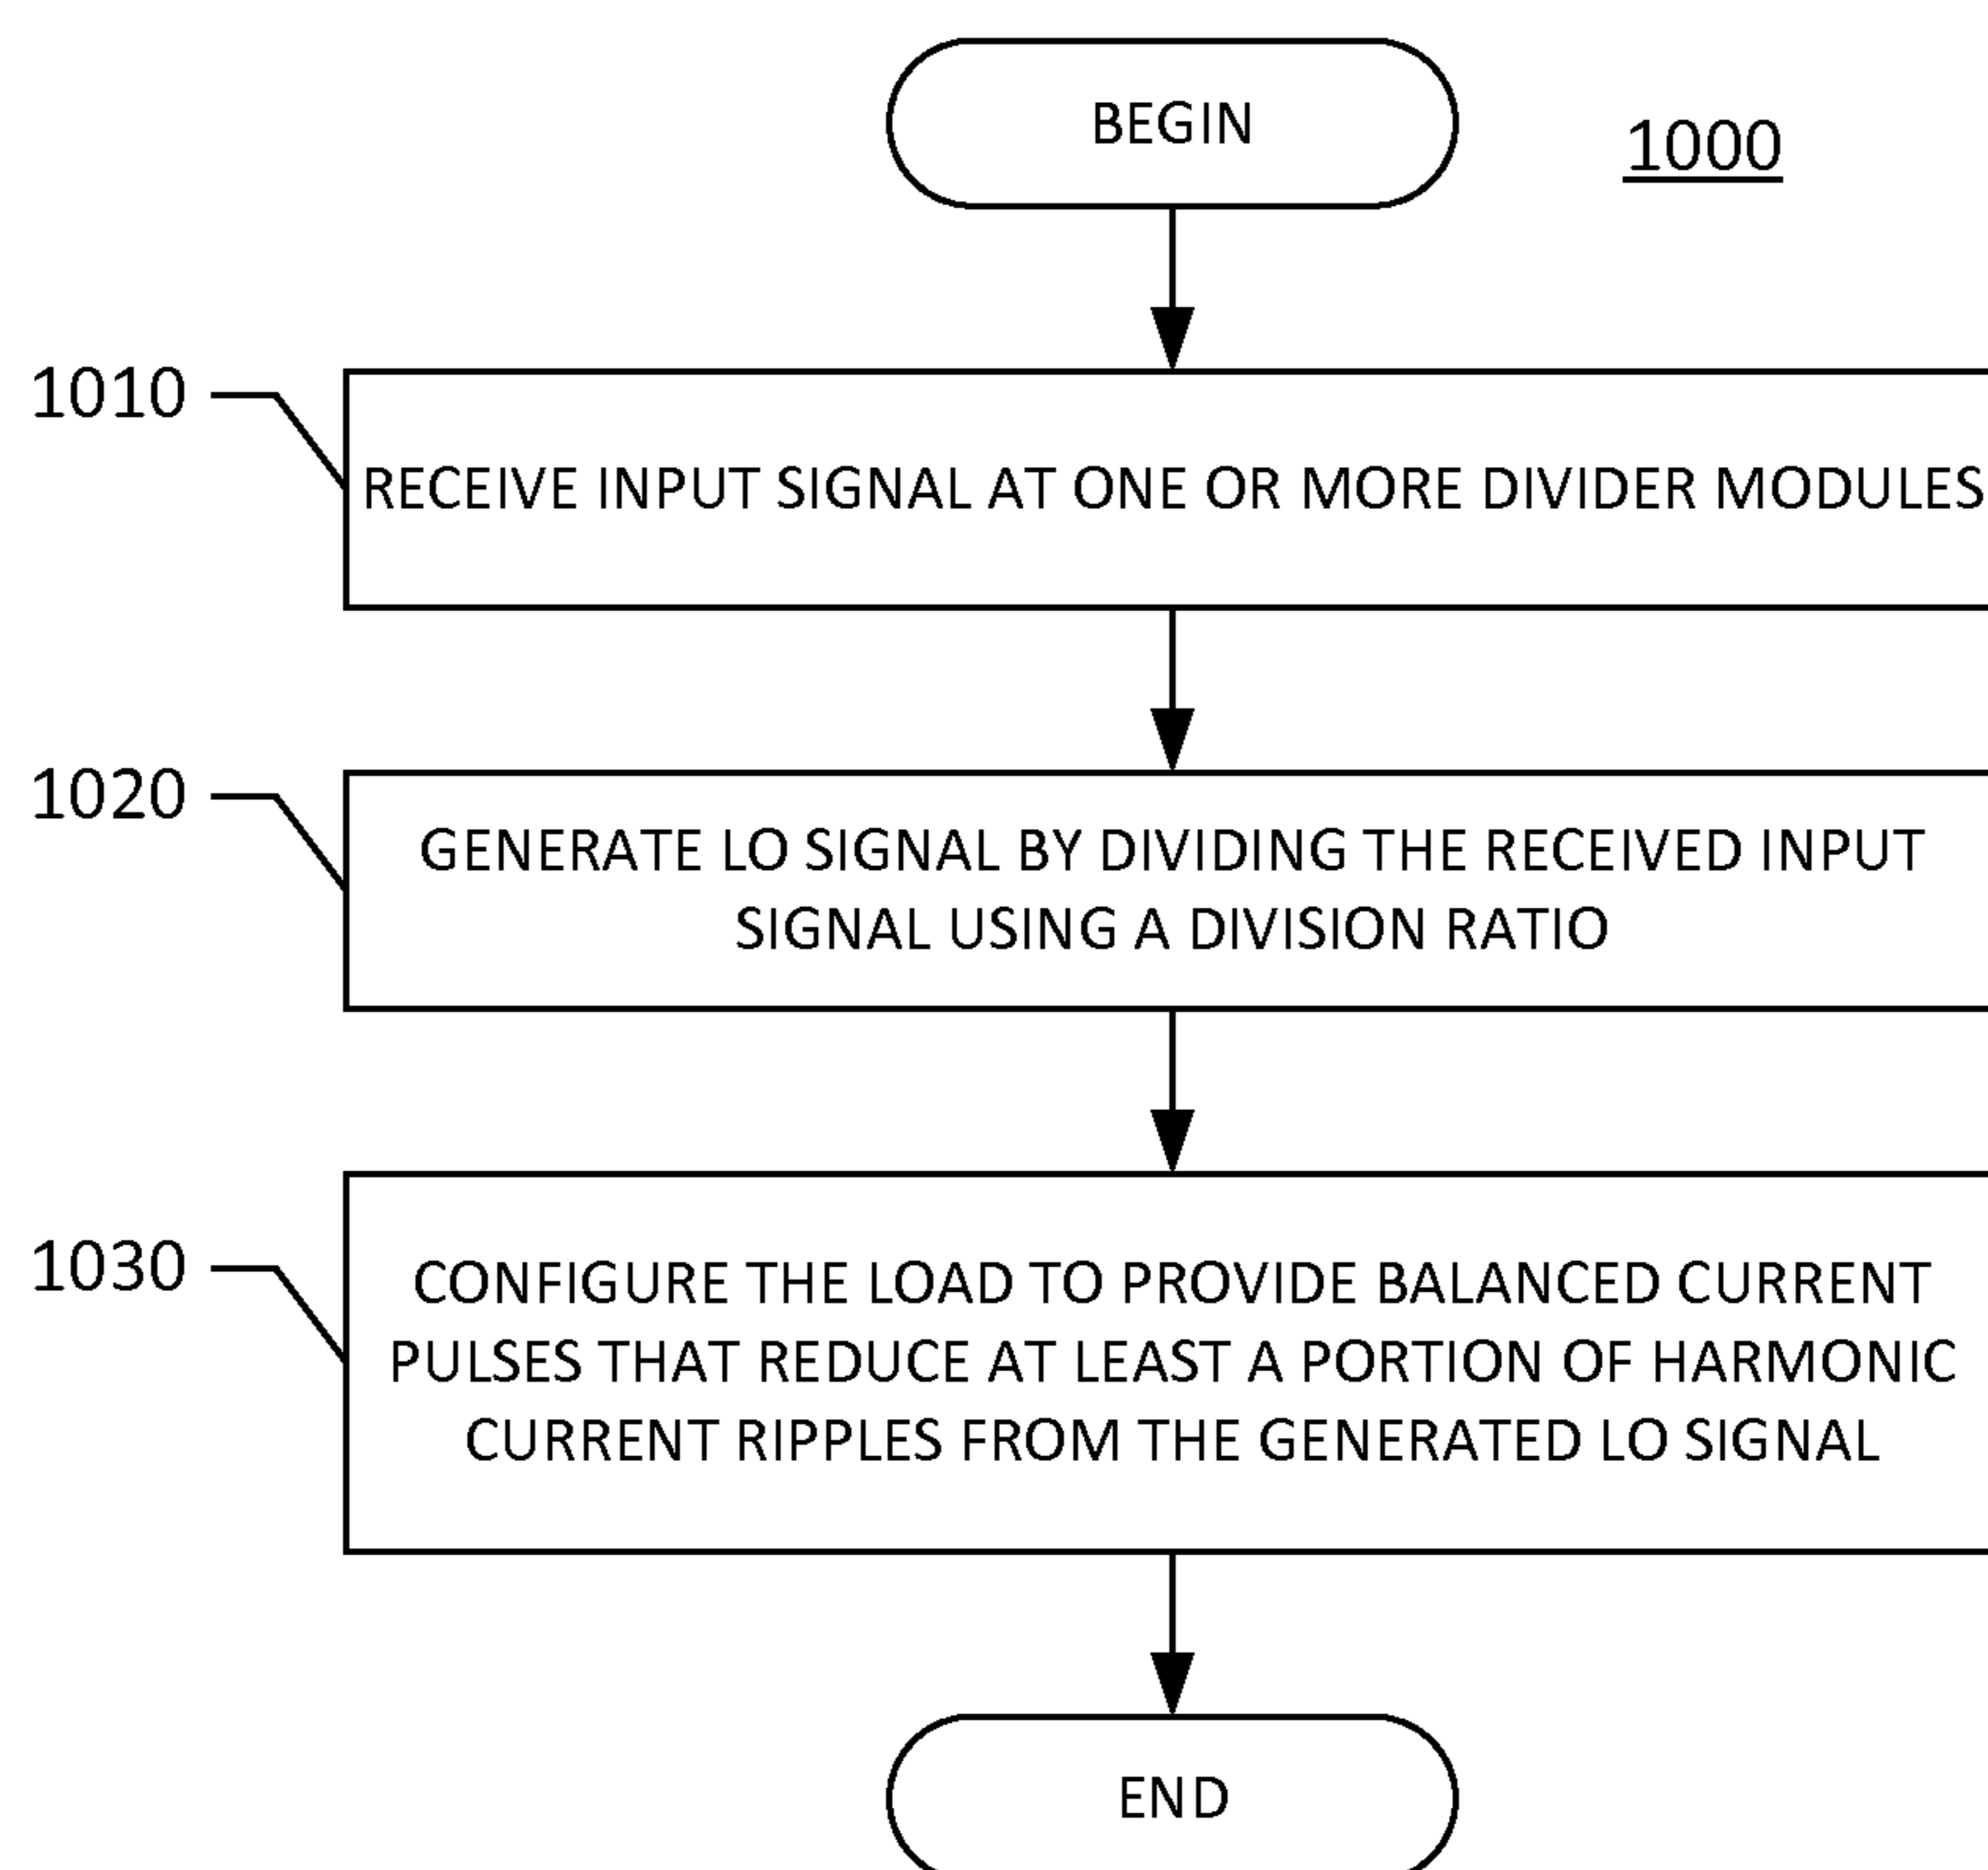 BEGIN
1000
1010
RECEIVE INPUT SIGNAL AT ONE OR MORE DIVIDER MODULES
1020
GENERATE LO SIGNAL BY DIVIDING THE RECEIVED INPUT
SIGNAL USING A DIVISION RATIO
1030
CONFIGURE THE LOAD TO PROVIDE BALANCED CURRENT
PULSES THAT REDUCE AT LEAST A PORTION OF HARMONIC
CURRENT RIPPLES FROM THE GENERATED LO SIGNAL
END